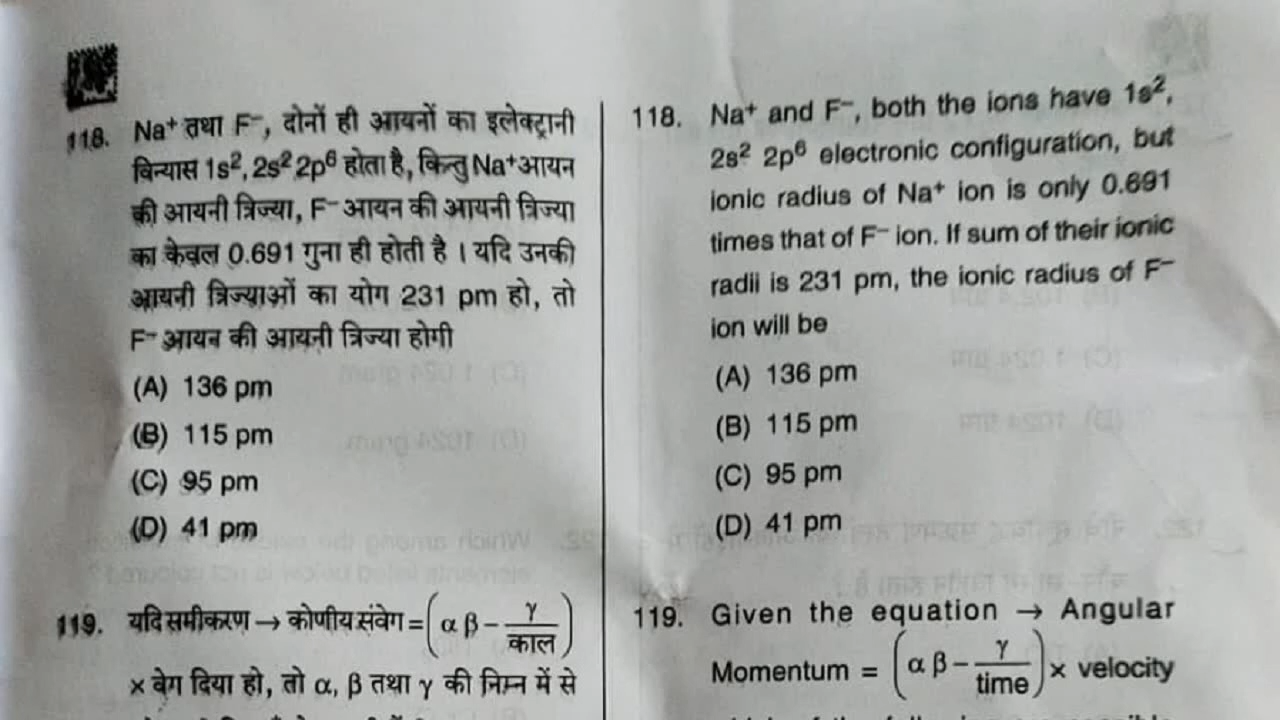 118. Na⁺ तथा F⁻, दोनों ही आयनों का इलेक्ट्रानी
विन्यास 1s², 2s² 2p⁶ होता है, किन्तु Na⁺ आयन
की आयनी त्रिज्या, F⁻ आयन की आयनी त्रिज्या
का केवल 0.691 गुना ही होती है । यदि उनकी
आयनी त्रिज्याओं का योग 231 pm हो, तो
F⁻ आयन की आयनी त्रिज्या होगी
(A) 136 pm
(B) 115 pm
(C) 95 pm
(D) 41 pm
119. यदि समीकरण → कोणीय संवेग = (α β − γ/काल)
× वेग दिया हो, तो α, β तथा γ की निम्न में से
118. Na⁺ and F⁻, both the ions have 1s²,
2s² 2p⁶ electronic configuration, but
ionic radius of Na⁺ ion is only 0.691
times that of F⁻ ion. If sum of their ionic
radii is 231 pm, the ionic radius of F⁻
ion will be
(A) 136 pm
(B) 115 pm
(C) 95 pm
(D) 41 pm
119. Given the equation → Angular
Momentum = (α β − γ/time) × velocity